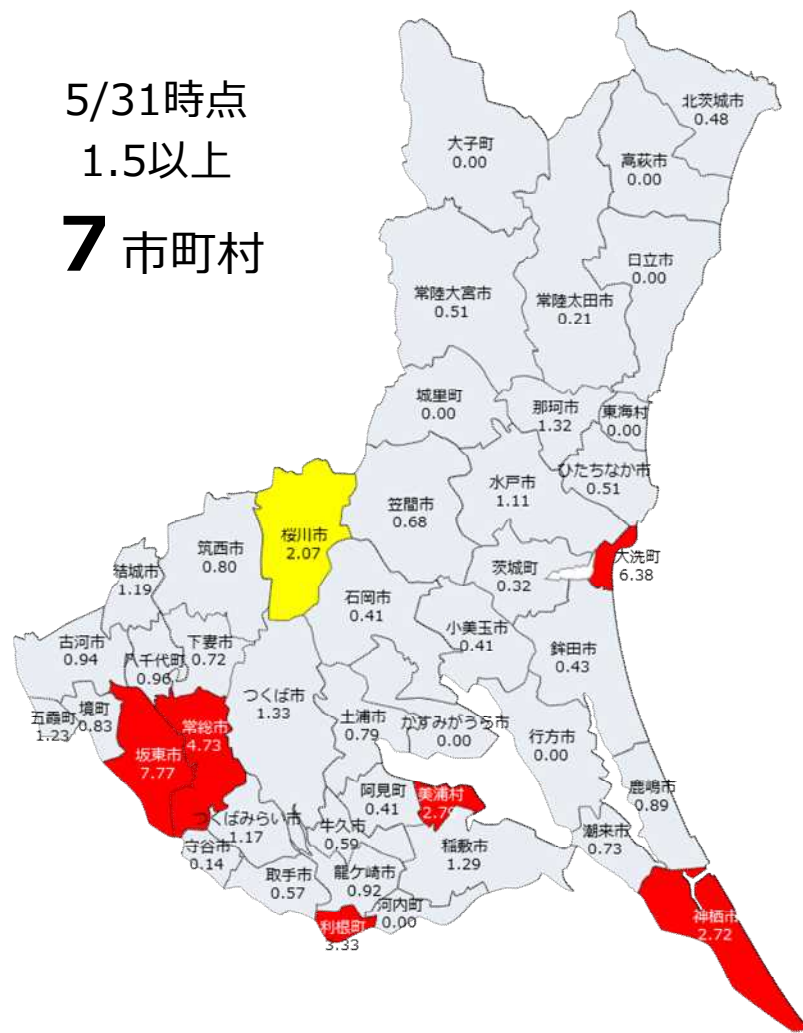 5/31時点
1.5以上
7 市町村
北茨城市
0.48
大子町
0.00
高萩市
0.00
日立市
0.00
常陸大宮市
0.51
常陸太田市
0.21
城里町
0.00
那珂市
1.32
東海村
0.00
ひたちなか市
0.51
水戸市
1.11
笠間市
0.68
桜川市
2.07
筑西市
0.80
結城市
1.19
茨城町
0.32
大洗町
6.38
石岡市
0.41
小美玉市
0.41
鉾田市
0.43
古河市
0.94
八千代町
0.96
下妻市
0.72
つくば市
1.33
五霞町
1.23
境町
0.83
坂東市
7.77
常総市
4.73
土浦市
0.79
かすみがうら市
0.00
行方市
0.00
鹿嶋市
0.89
阿見町
0.41
美浦村
2.79
つくばみらい市
1.17
牛久市
0.59
稲敷市
1.29
潮来市
0.73
守谷市
0.14
取手市
0.57
龍ケ崎市
0.92
河内町
0.00
利根町
3.33
神栖市
2.72